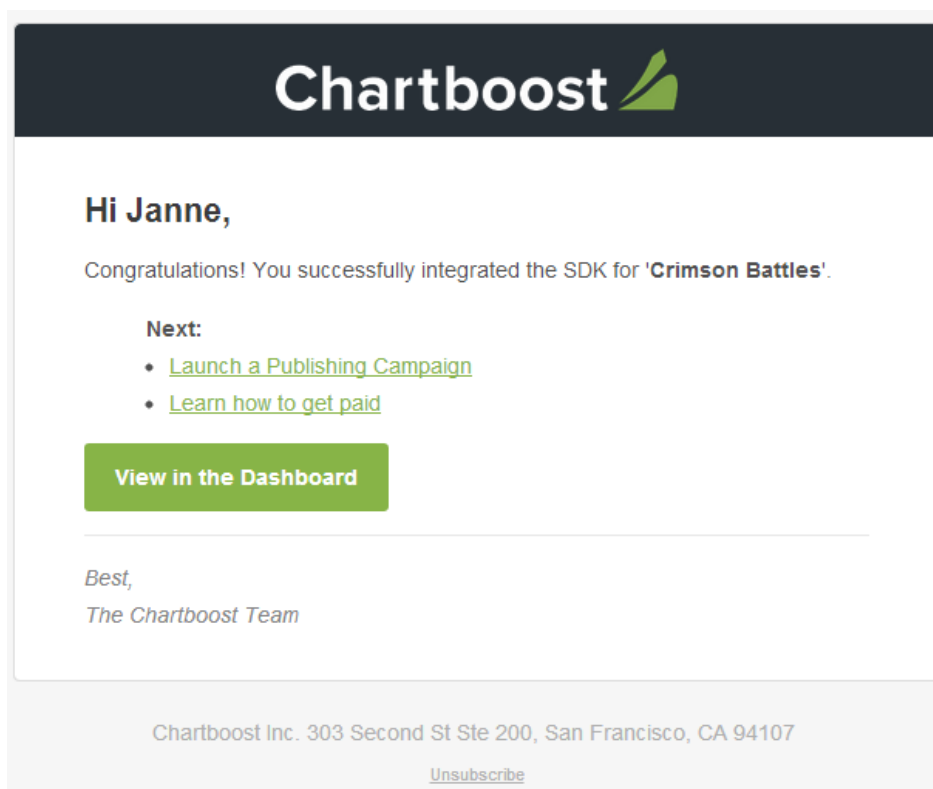 Chartboost
Hi Janne,
Congratulations! You successfully integrated the SDK for 'Crimson Battles'.
Next:
• Launch a Publishing Campaign
• Learn how to get paid
View in the Dashboard
Best,
The Chartboost Team
Chartboost Inc. 303 Second St Ste 200, San Francisco, CA 94107
Unsubscribe